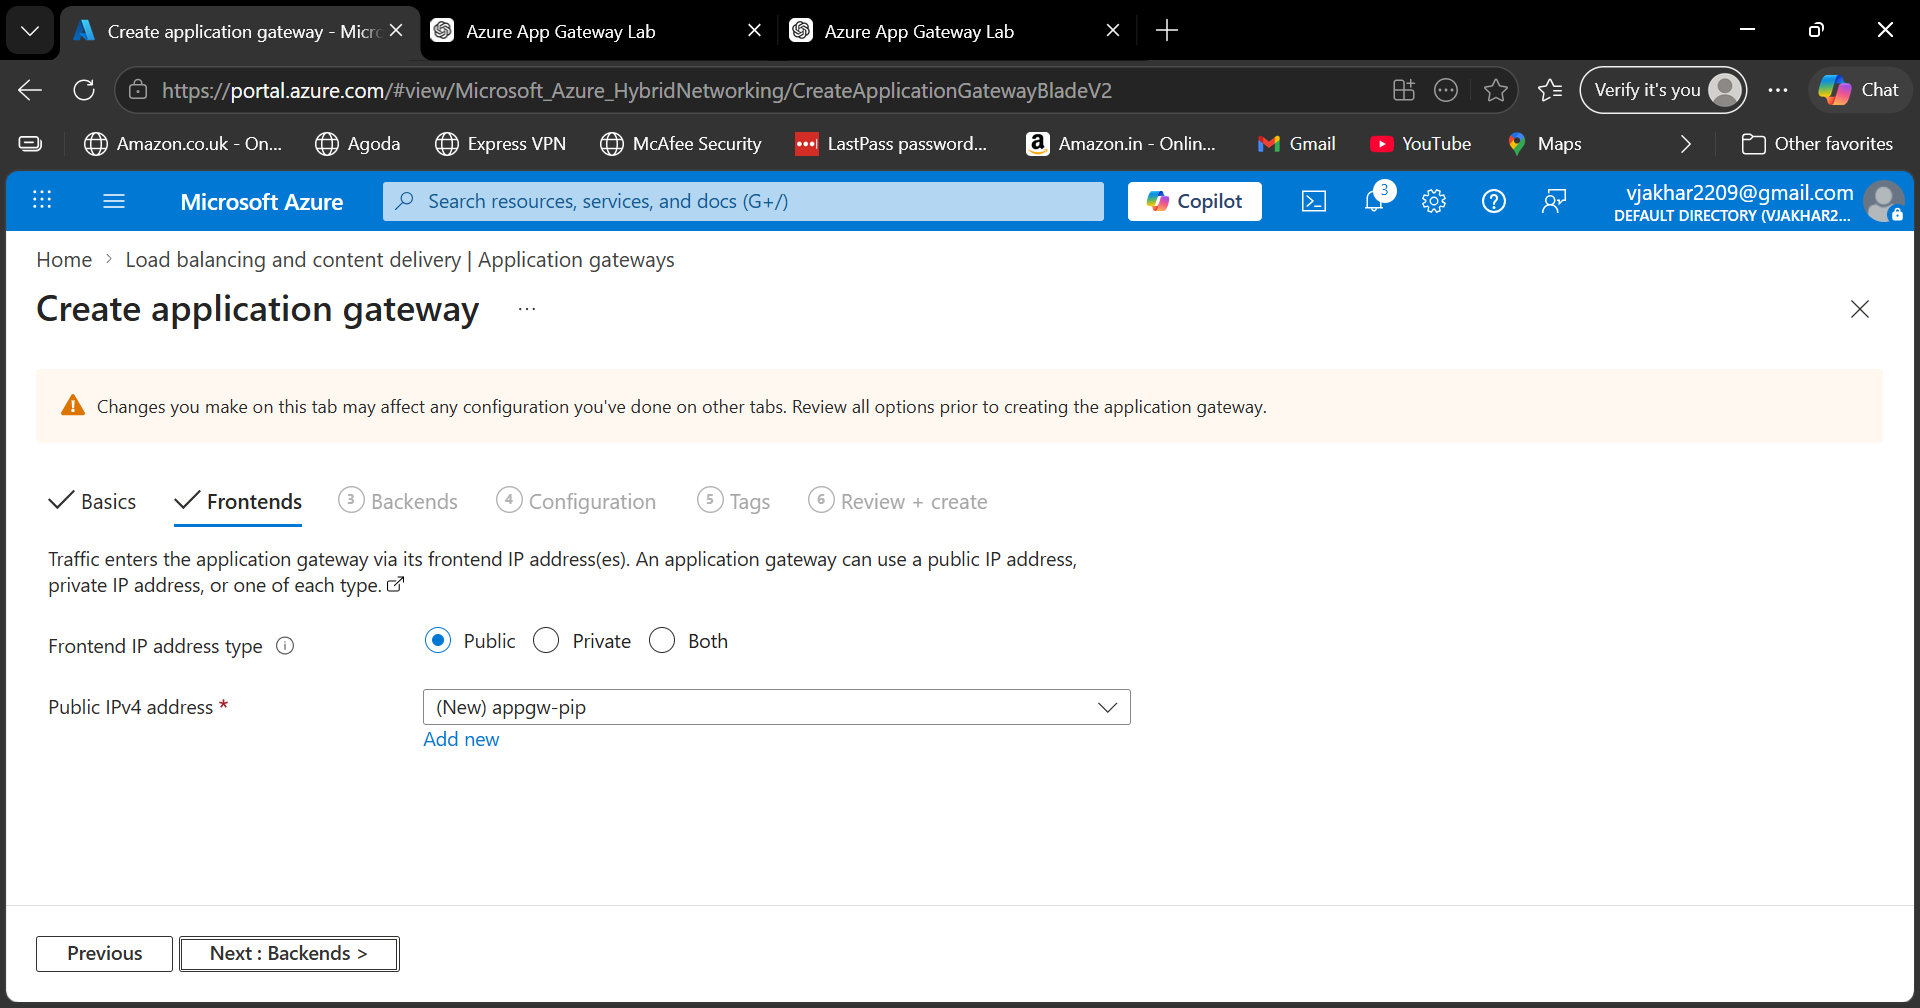 Create application gateway - Micr
Azure App Gateway Lab
Azure App Gateway Lab
https://portal.azure.com/#view/Microsoft_Azure_HybridNetworking/CreateApplicationGatewayBladeV2
Verify it's you
Chat
Amazon.co.uk - On...
Agoda
Express VPN
McAfee Security
LastPass password...
Amazon.in - Onlin...
Gmail
YouTube
Maps
Other favorites
Microsoft Azure
Search resources, services, and docs (G+/)
Copilot
3
vjakhar2209@gmail.com
DEFAULT DIRECTORY (VJAKHAR2...
Home > Load balancing and content delivery | Application gateways
Create application gateway ...
Changes you make on this tab may affect any configuration you've done on other tabs. Review all options prior to creating the application gateway.
Basics
Frontends
3 Backends
4 Configuration
5 Tags
6 Review + create
Traffic enters the application gateway via its frontend IP address(es). An application gateway can use a public IP address,
private IP address, or one of each type.
Frontend IP address type
Public
Private
Both
Public IPv4 address *
(New) appgw-pip
Add new
Previous
Next : Backends >